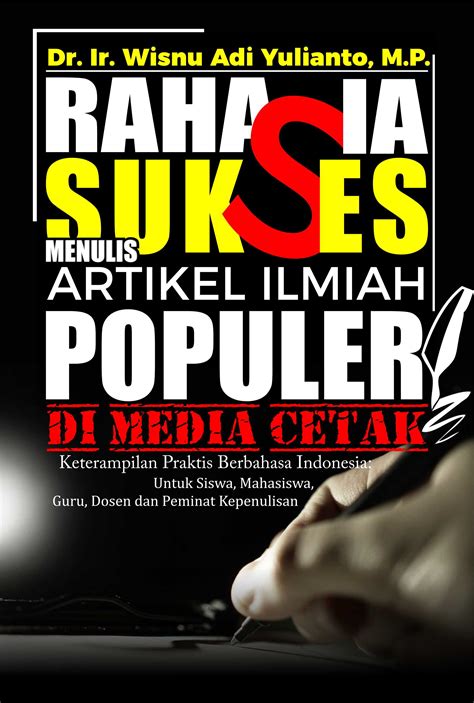 Dr. Ir. Wisnu Adi Yulianto, M.P.
RAHASIA
SUKSES
MENULIS
ARTIKEL ILMIAH
POPULER
DI MEDIA CETAK
Keterampilan Praktis Berbahasa Indonesia:
Untuk Siswa, Mahasiswa,
Guru, Dosen dan Peminat Kepenulisan